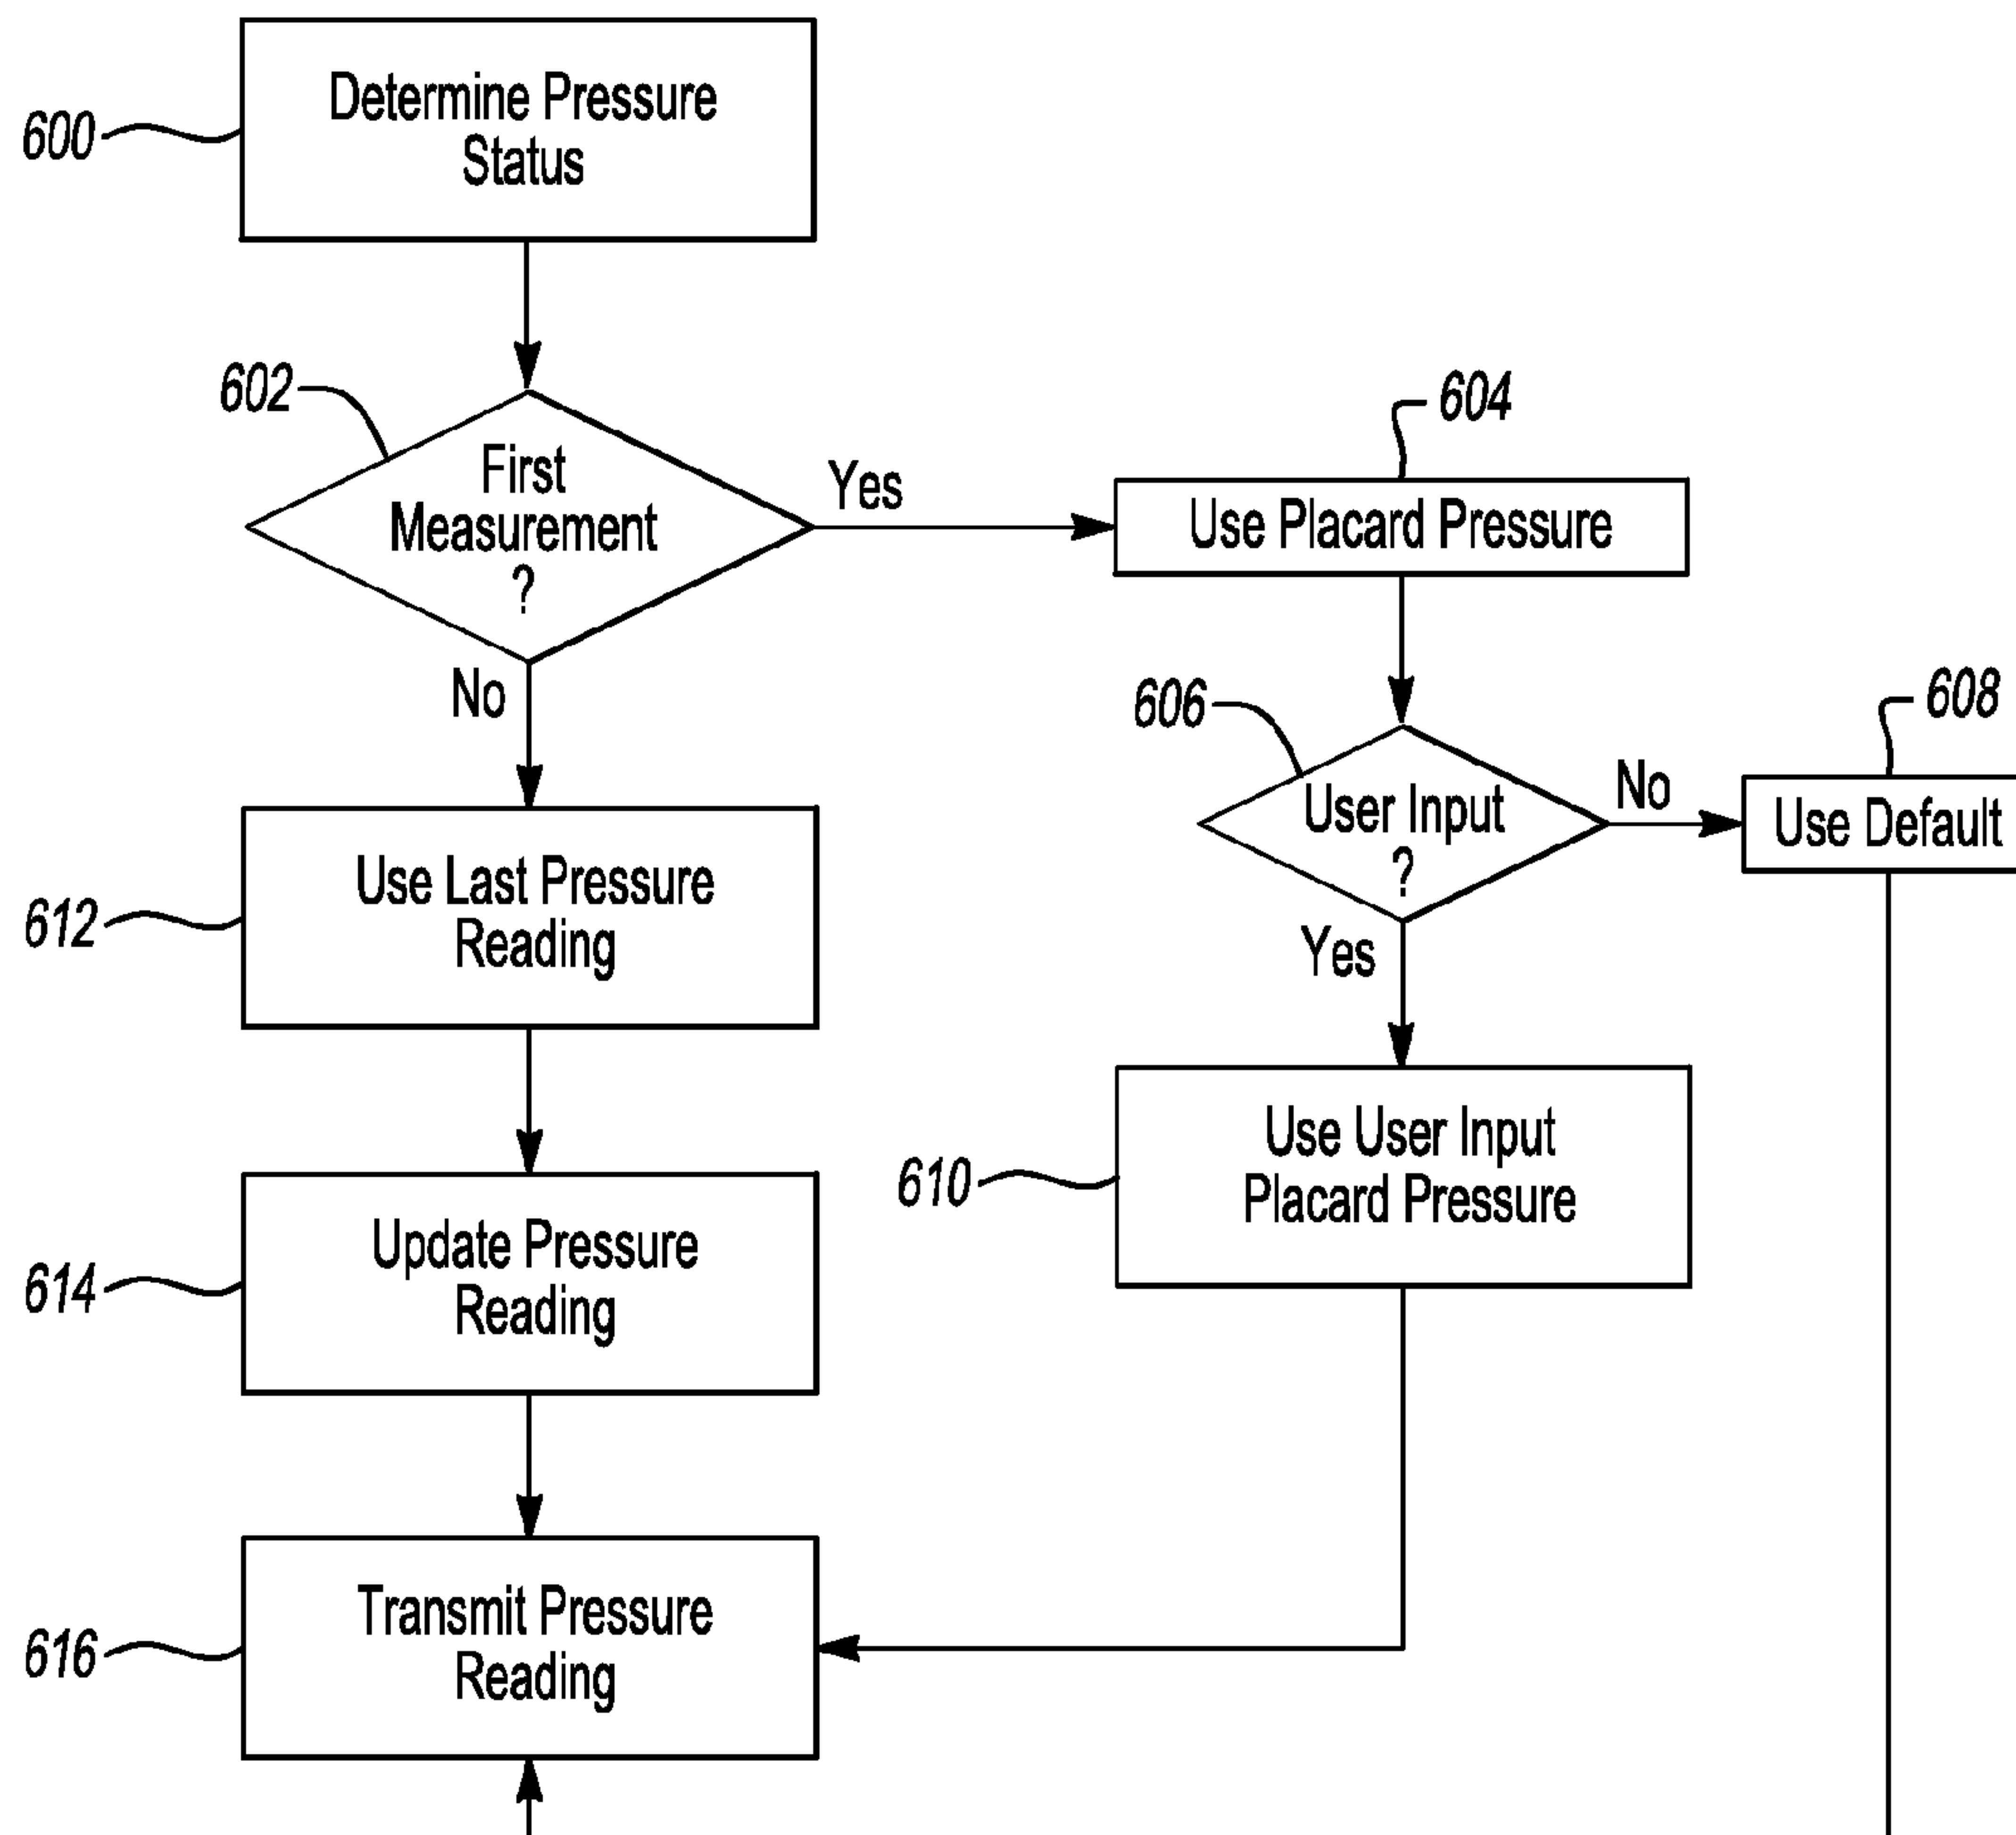 Determine Pressure
Status
600
602
First
Measurement
?
Yes
No
604
Use Placard Pressure
606
User Input
?
No
Yes
608
Use Default
612
Use Last Pressure
Reading
610
Use User Input
Placard Pressure
614
Update Pressure
Reading
616
Transmit Pressure
Reading